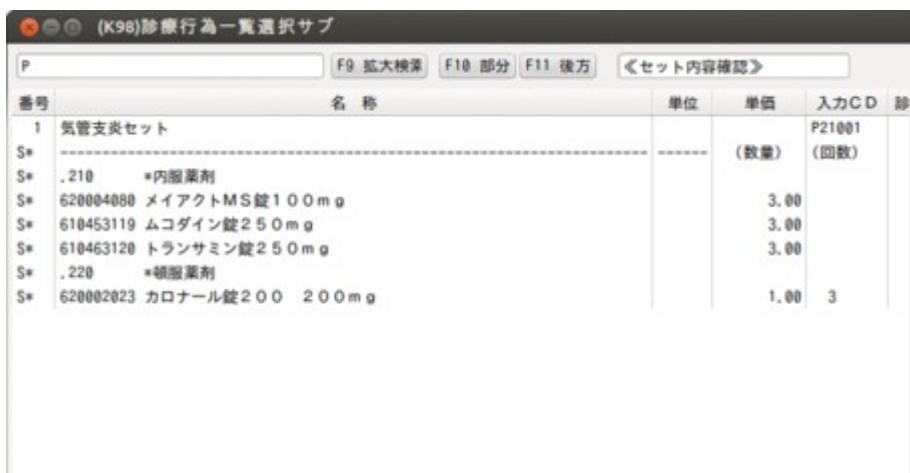 (K98)診療行為一覧選択サブ
P F9 拡大検索 F10 部分 F11 後方 ≪セット内容確認≫
番号 名 称 単位 単価 入力CD 診
1 気管支炎セット P21001
S* ------------------------------------------------------------------------ ------ (数量) (回数)
S* .210 *内服薬剤
S* 620004080 メイアクトMS錠100mg 3.00
S* 610453119 ムコダイン錠250mg 3.00
S* 610463120 トランサミン錠250mg 3.00
S* .220 *頓服薬剤
S* 620002023 カロナール錠200 200mg 1.00 3